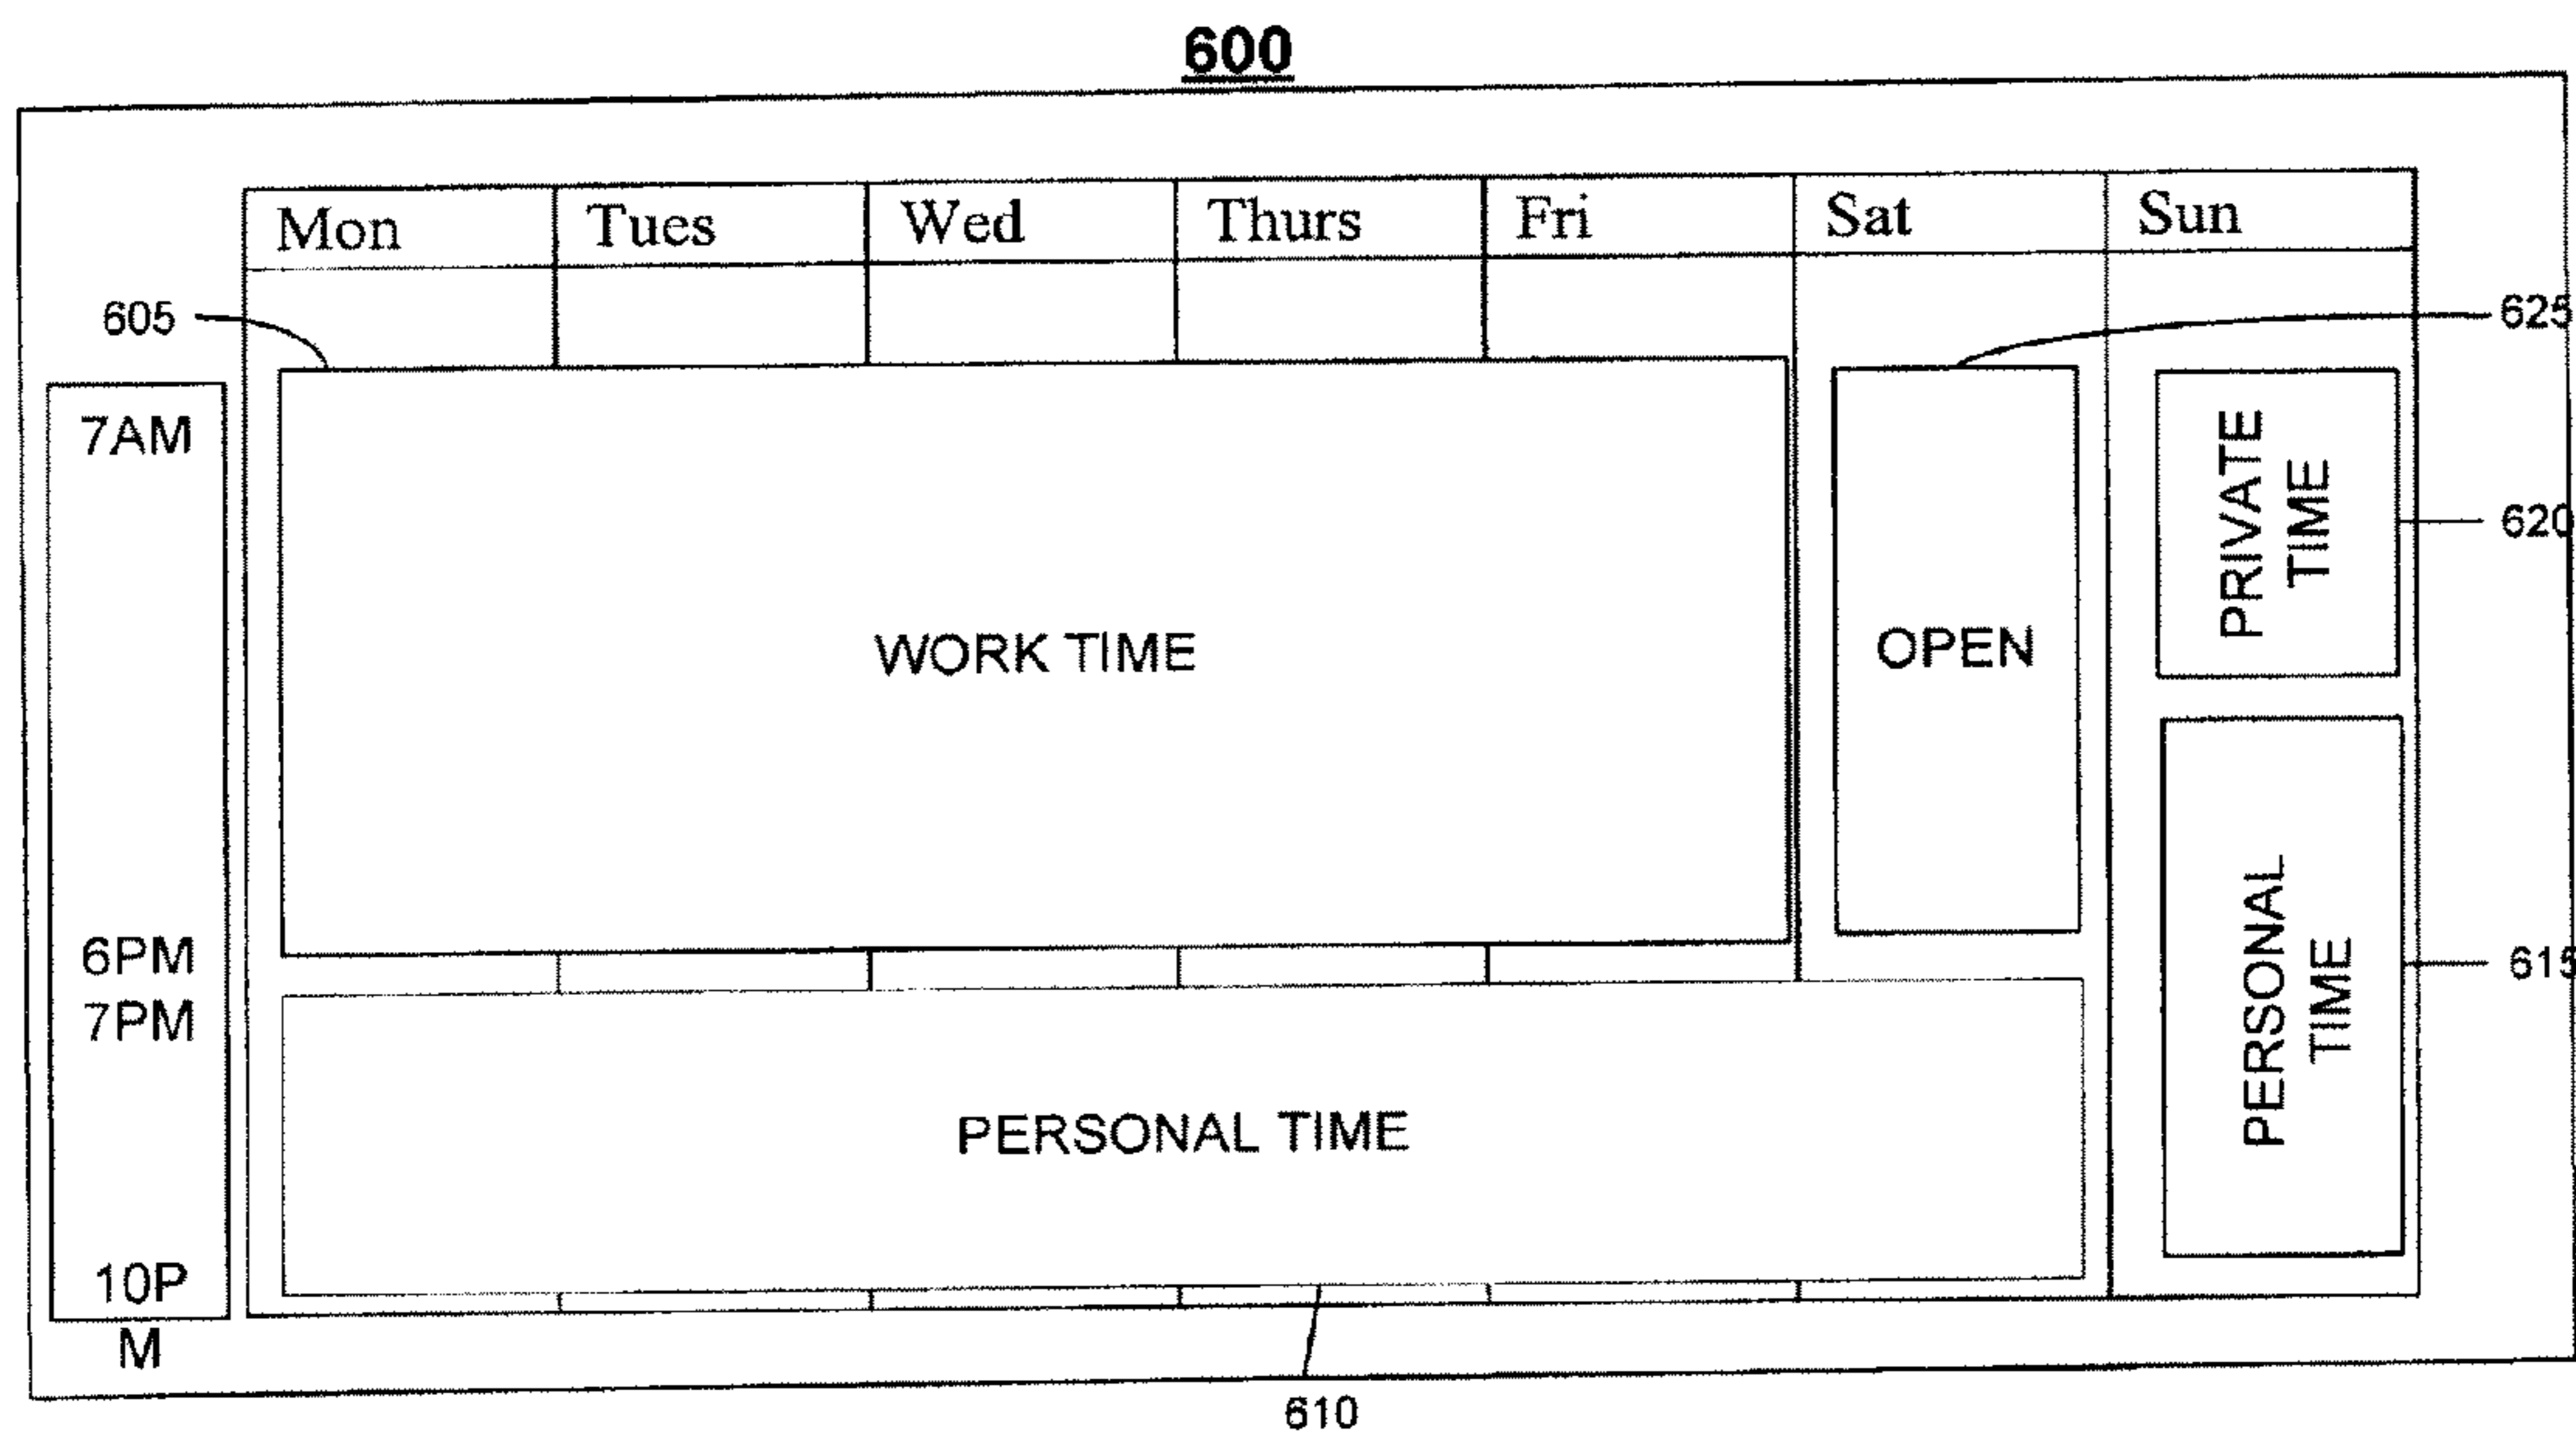 600
Mon Tues Wed Thurs Fri Sat Sun
605
625
7AM
PRIVATE
TIME
620
WORK TIME
OPEN
6PM
7PM
PERSONAL
TIME
615
PERSONAL TIME
10P
M
610